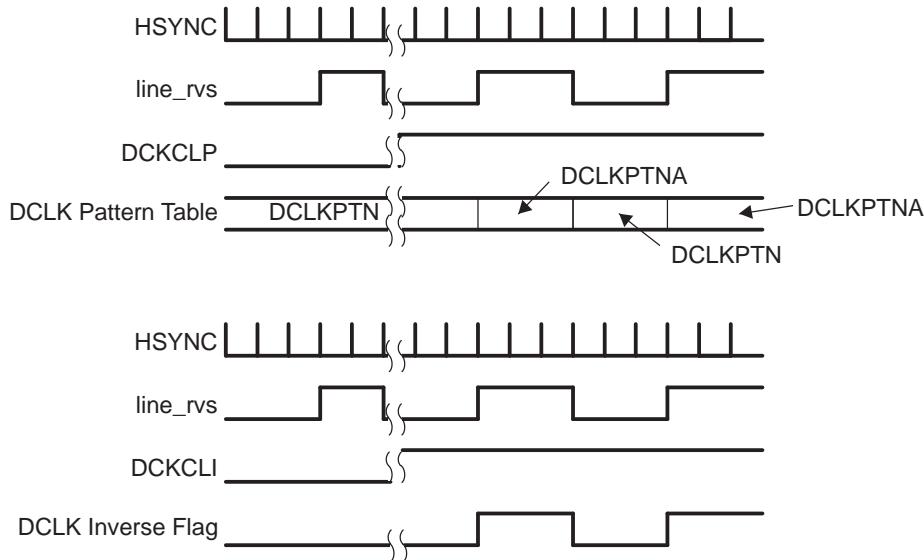 HSYNC
line_rvs
DCKCLP
DCLKPTNA
DCLK Pattern Table
DCLKPTN
DCLKPTNA
DCLKPTN
HSYNC
line_rvs
DCKCLI
DCLK Inverse Flag